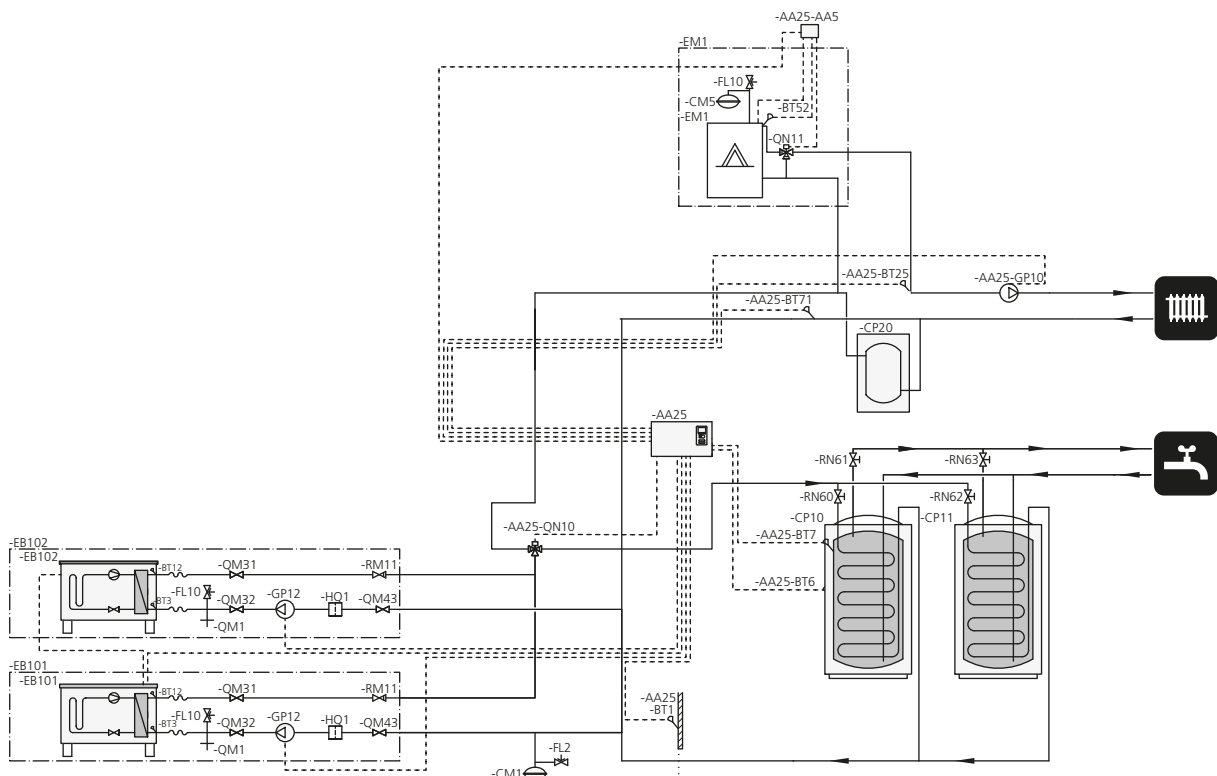 -AA25-AA5
-EM1
-FL10
-CM5
-BT52
-EM1
-QN11
-AA25-BT25
-AA25-GP10
-AA25-BT71
-CP20
-AA25
-RN61
-RN63
-RN60
-RN62
-AA25-QN10
-CP10
-CP11
-AA25-BT7
-AA25-BT6
-EB102
-EB102
-BT12
-QM31
-RM11
-BT3
-FL10
-QM32
-GP12
-HQ1
-QM43
-QM1
-EB101
-EB101
-BT12
-QM31
-RM11
-BT3
-FL10
-QM32
-GP12
-HQ1
-QM43
-QM1
-AA25
-BT1
-FL2
-CM1